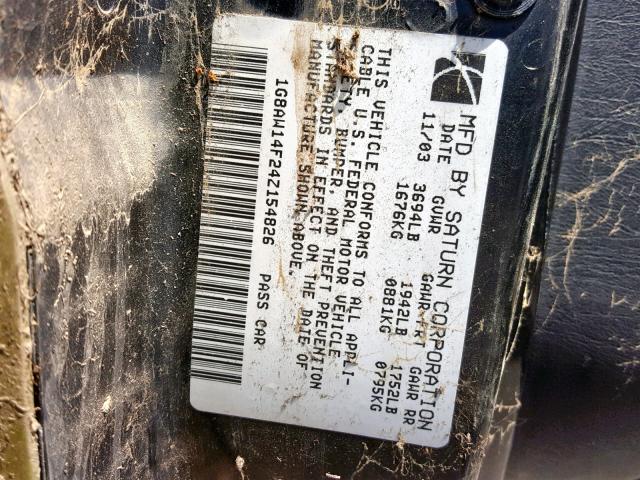 MFD BY SATURN CORPORATION
DATE GVWR GAWR FRT GAWR RR
11/03 3694LB 1942LB 1752LB
1676KG 0881KG 0795KG
THIS VEHICLE CONFORMS TO ALL APPLI-
CABLE U.S. FEDERAL MOTOR VEHICLE
SAFETY, BUMPER, AND THEFT PREVENTION
STANDARDS IN EFFECT ON THE DATE OF
MANUFACTURE SHOWN ABOVE.
1G8AW14F24Z154826 PASS CAR